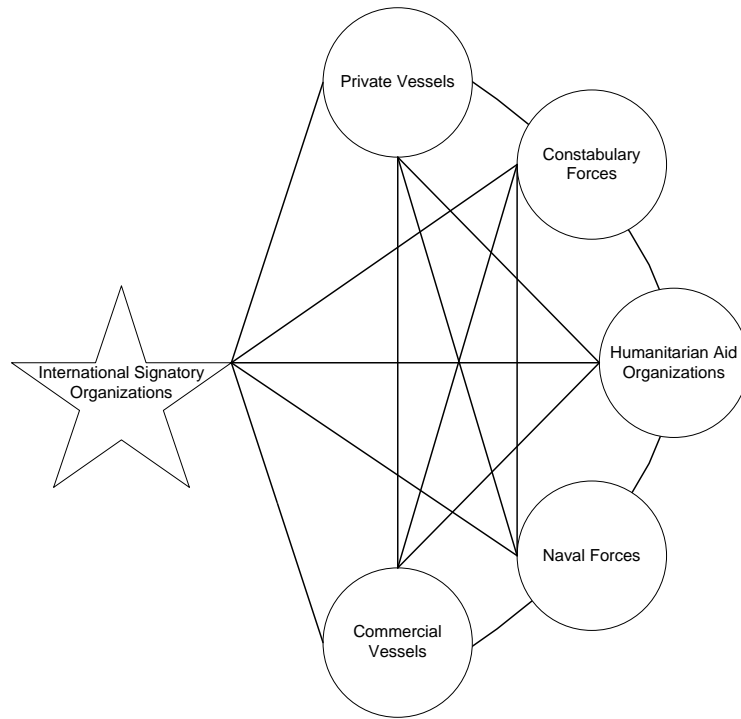 Private Vessels
Constabulary
Forces
International Signatory
Organizations
Humanitarian Aid
Organizations
Naval Forces
Commercial
Vessels